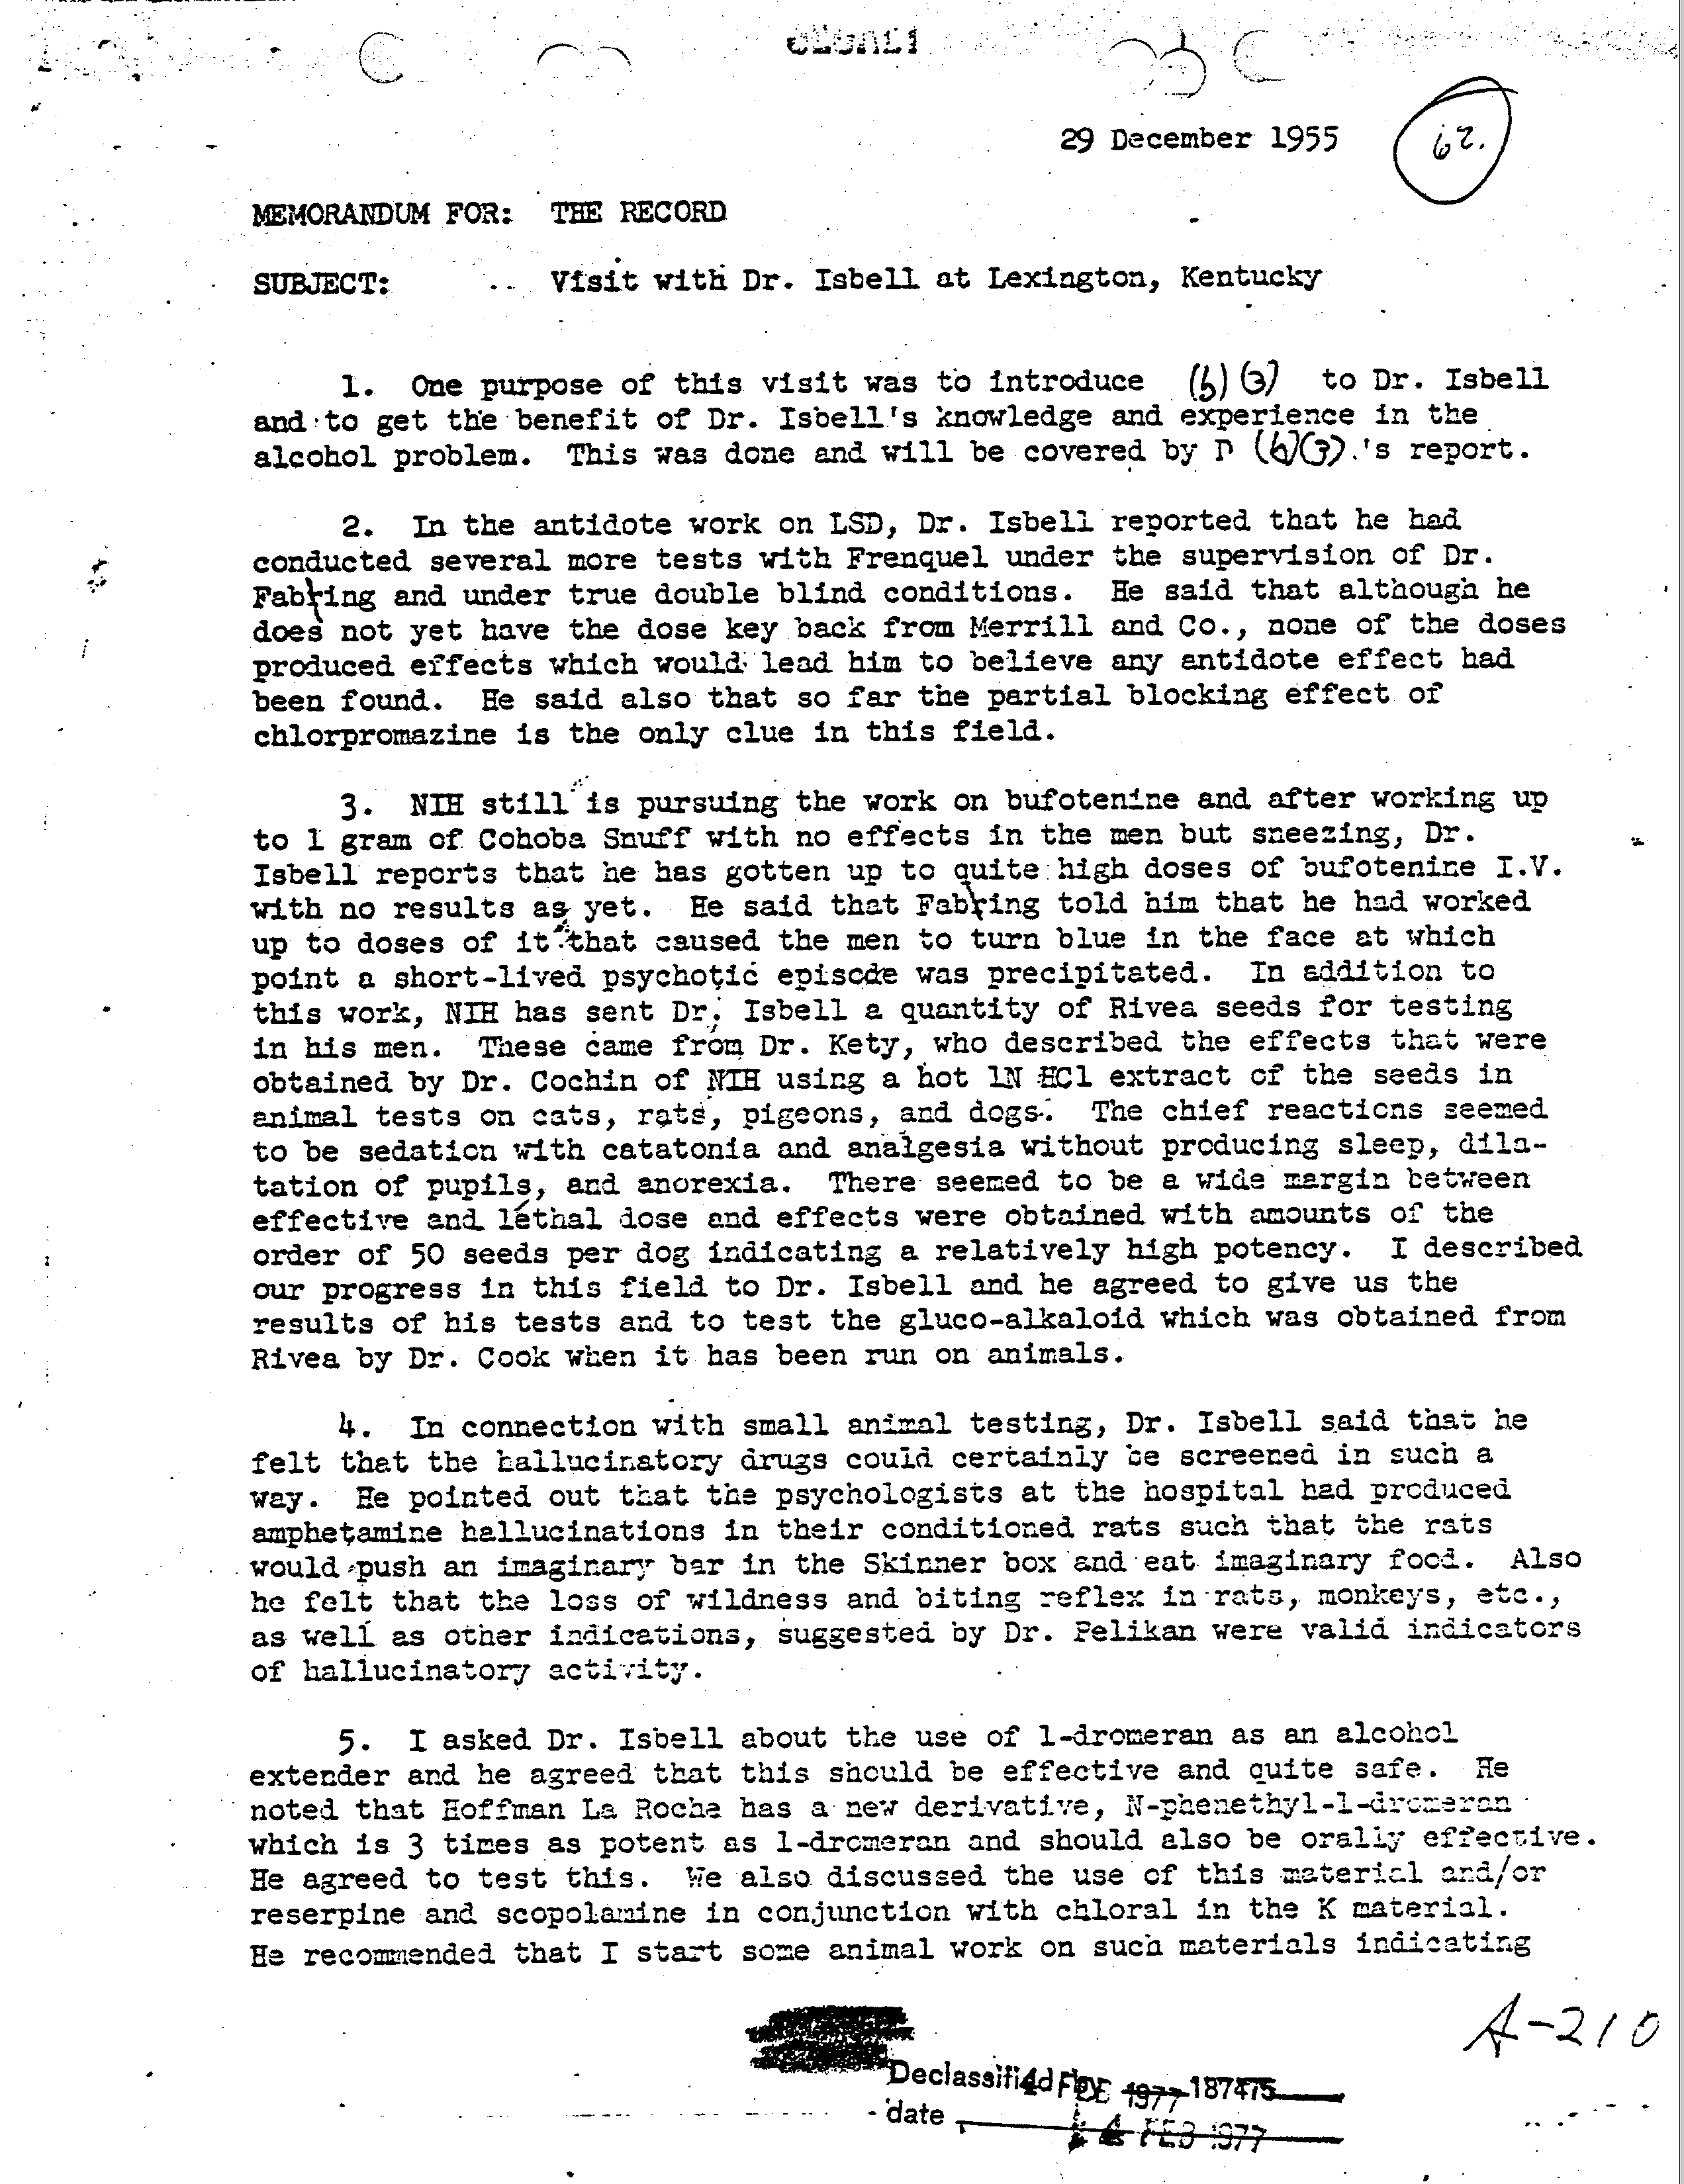 29 December 1955
62.
MEMORANDUM FOR: THE RECORD
SUBJECT: Visit with Dr. Isbell at Lexington, Kentucky
1. One purpose of this visit was to introduce (b)(3) to Dr. Isbell
and to get the benefit of Dr. Isbell's knowledge and experience in the
alcohol problem. This was done and will be covered by D (b)(3).'s report.
2. In the antidote work on LSD, Dr. Isbell reported that he had
conducted several more tests with Frenquel under the supervision of Dr.
Fabing and under true double blind conditions. He said that although he
does not yet have the dose key back from Merrill and Co., none of the doses
produced effects which would lead him to believe any antidote effect had
been found. He said also that so far the partial blocking effect of
chlorpromazine is the only clue in this field.
3. NIH still is pursuing the work on bufotenine and after working up
to 1 gram of Cohoba Snuff with no effects in the men but sneezing, Dr.
Isbell reports that he has gotten up to quite high doses of bufotenine I.V.
with no results as yet. He said that Fabing told him that he had worked
up to doses of it that caused the men to turn blue in the face at which
point a short-lived psychotic episode was precipitated. In addition to
this work, NIH has sent Dr. Isbell a quantity of Rivea seeds for testing
in his men. These came from Dr. Kety, who described the effects that were
obtained by Dr. Cochin of NIH using a hot 1N HCl extract of the seeds in
animal tests on cats, rats, pigeons, and dogs. The chief reactions seemed
to be sedation with catatonia and analgesia without producing sleep, dila-
tation of pupils, and anorexia. There seemed to be a wide margin between
effective and lethal dose and effects were obtained with amounts of the
order of 50 seeds per dog indicating a relatively high potency. I described
our progress in this field to Dr. Isbell and he agreed to give us the
results of his tests and to test the gluco-alkaloid which was obtained from
Rivea by Dr. Cook when it has been run on animals.
4. In connection with small animal testing, Dr. Isbell said that he
felt that the hallucinatory drugs could certainly be screened in such a
way. He pointed out that the psychologists at the hospital had produced
amphetamine hallucinations in their conditioned rats such that the rats
would push an imaginary bar in the Skinner box and eat imaginary food. Also
he felt that the loss of wildness and biting reflex in rats, monkeys, etc.,
as well as other indications, suggested by Dr. Pelikan were valid indicators
of hallucinatory activity.
5. I asked Dr. Isbell about the use of l-dromeran as an alcohol
extender and he agreed that this should be effective and quite safe. He
noted that Hoffman La Roche has a new derivative, N-phenethyl-l-dromeran
which is 3 times as potent as l-dromeran and should also be orally effective.
He agreed to test this. We also discussed the use of this material and/or
reserpine and scopolamine in conjunction with chloral in the K material.
He recommended that I start some animal work on such materials indicating
A-210
Declassified by 187475
date 4 FEB 1977